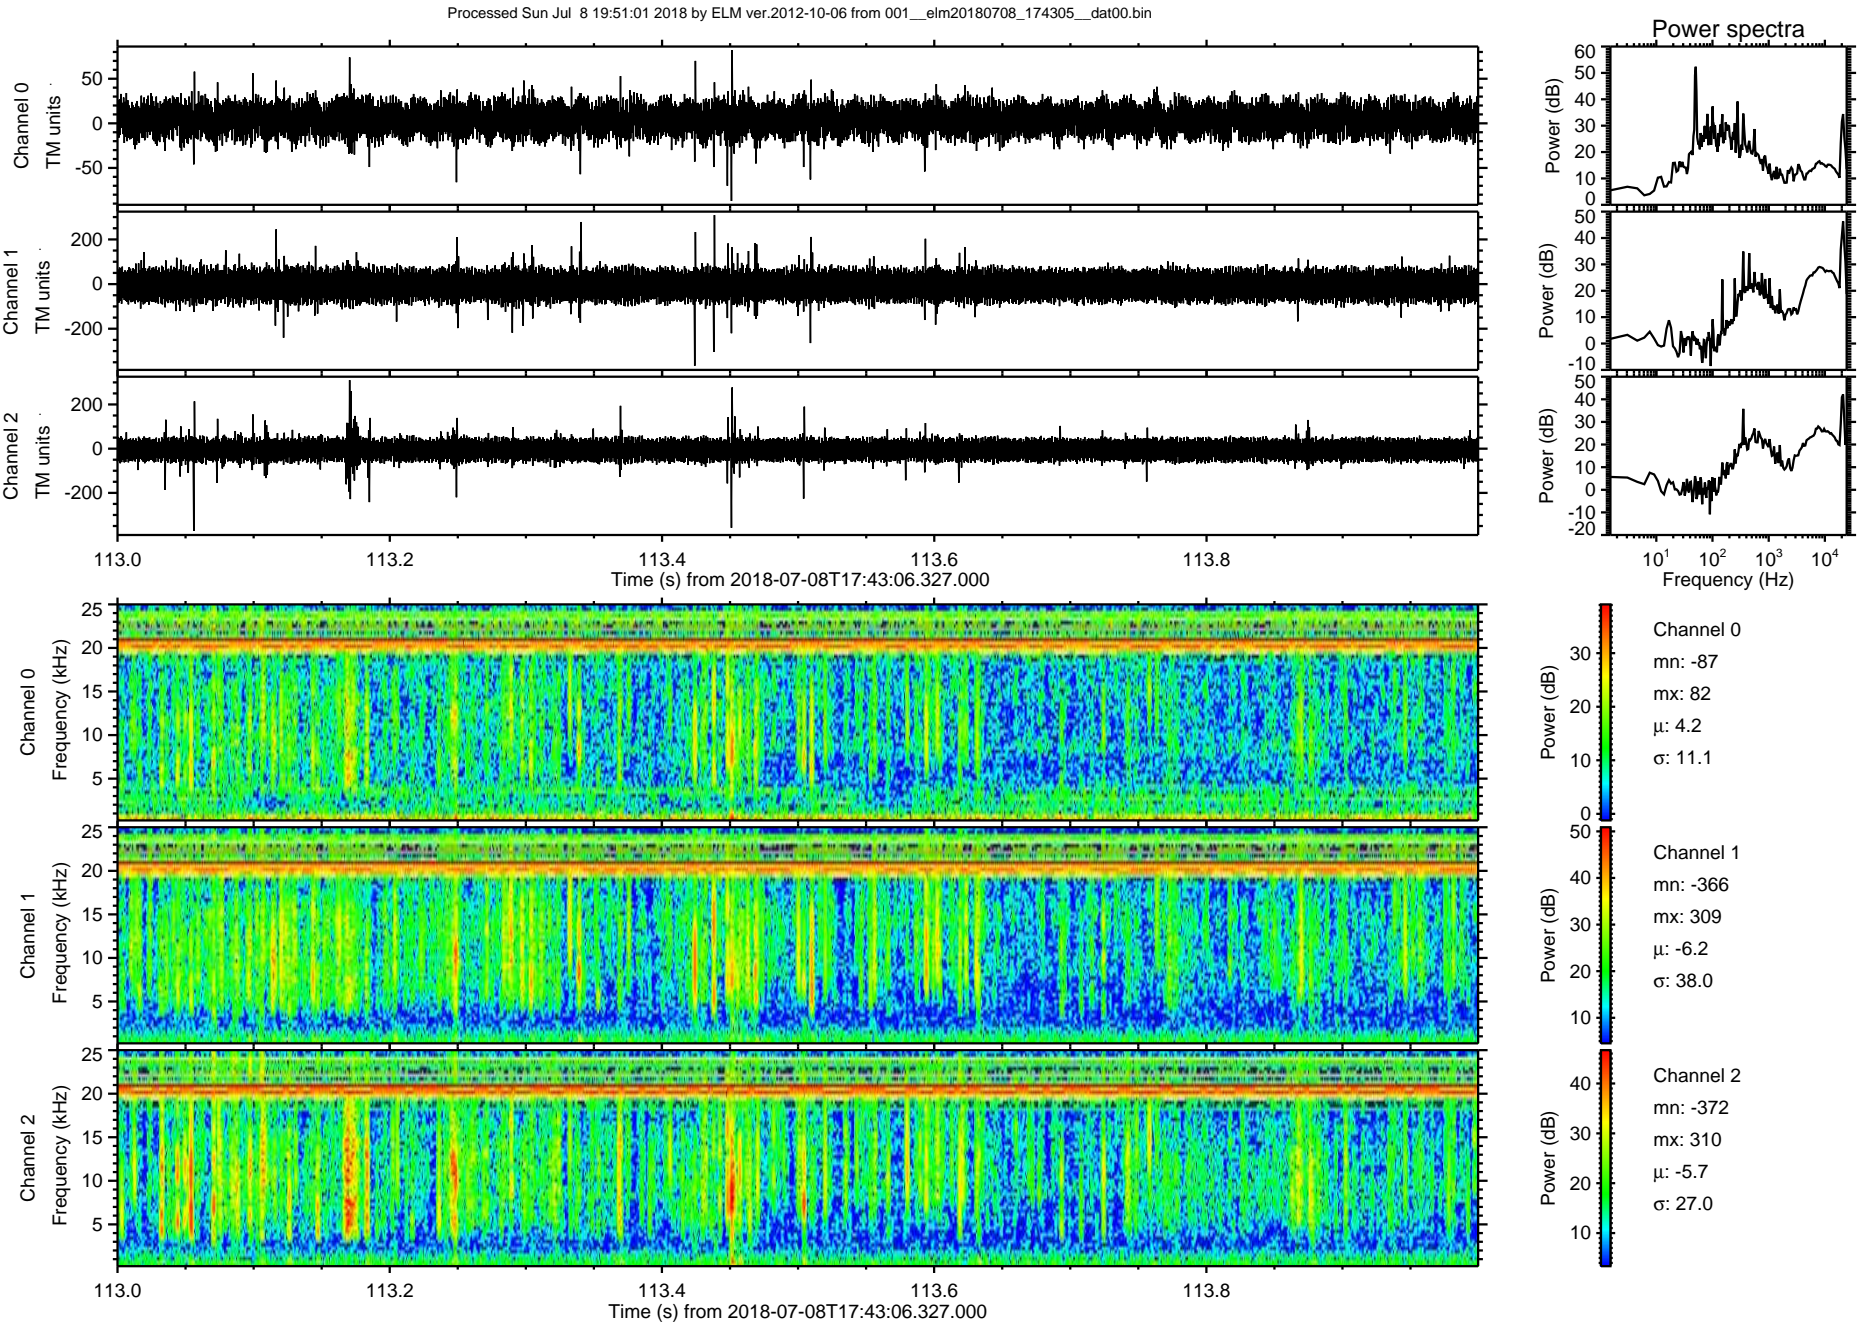 Processed Sun Jul  8 19:51:01 2018 by ELM ver.2012-10-06 from 001__elm20180708_174305__dat00.bin
Power spectra
Channel 0
TM units
50
0
-50
Power (dB)
60
50
40
30
20
10
0
Channel 1
TM units
200
0
-200
Power (dB)
50
40
30
20
10
0
-10
Channel 2
TM units
200
0
-200
Power (dB)
50
40
30
20
10
0
-10
-20
113.0 113.2 113.4 113.6 113.8
Time (s) from 2018-07-08T17:43:06.327.000
10¹ 10² 10³ 10⁴
Frequency (Hz)
Channel 0
Frequency (kHz)
25
20
15
10
5
Power (dB)
30
20
10
0
Channel 0
mn: -87
mx: 82
μ: 4.2
σ: 11.1
Channel 1
Frequency (kHz)
25
20
15
10
5
Power (dB)
50
40
30
20
10
Channel 1
mn: -366
mx: 309
μ: -6.2
σ: 38.0
Channel 2
Frequency (kHz)
25
20
15
10
5
Power (dB)
40
30
20
10
Channel 2
mn: -372
mx: 310
μ: -5.7
σ: 27.0
113.0 113.2 113.4 113.6 113.8
Time (s) from 2018-07-08T17:43:06.327.000